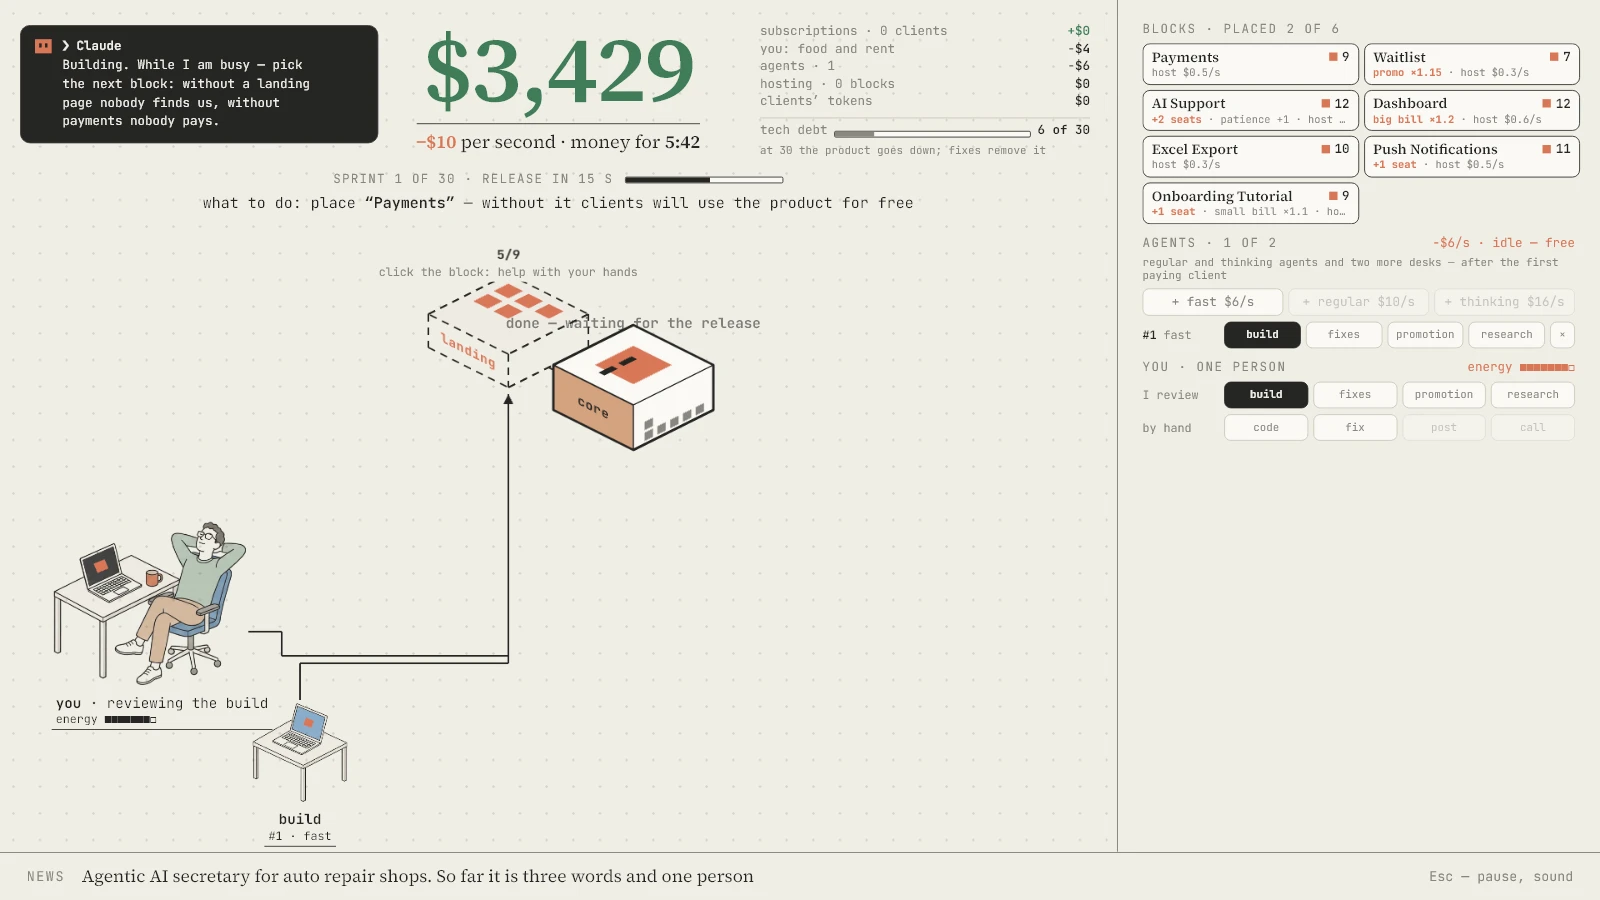 ❯ Claude
Building. While I am busy — pick
the next block: without a landing
page nobody finds us, without
payments nobody pays.
$3,429
−$10 per second · money for 5:42
subscriptions · 0 clients +$0
you: food and rent -$4
agents · 1 -$6
hosting · 0 blocks $0
clients’ tokens $0
tech debt 6 of 30
at 30 the product goes down; fixes remove it
SPRINT 1 OF 30 · RELEASE IN 15 S
what to do: place “Payments” — without it clients will use the product for free
5/9
click the block: help with your hands
done — waiting for the release
landing
core
you · reviewing the build
energy
build
#1 · fast
BLOCKS · PLACED 2 OF 6
Payments 9
host $0.5/s
Waitlist 7
promo ×1.15 · host $0.3/s
AI Support 12
+2 seats · patience +1 · host …
Dashboard 12
big bill ×1.2 · host $0.6/s
Excel Export 10
host $0.3/s
Push Notifications 11
+1 seat · host $0.5/s
Onboarding Tutorial 9
+1 seat · small bill ×1.1 · ho…
AGENTS · 1 OF 2 -$6/s · idle — free
regular and thinking agents and two more desks — after the first
paying client
+ fast $6/s + regular $10/s + thinking $16/s
#1 fast build fixes promotion research ×
YOU · ONE PERSON energy
I review build fixes promotion research
by hand code fix post call
NEWS Agentic AI secretary for auto repair shops. So far it is three words and one person
Esc — pause, sound